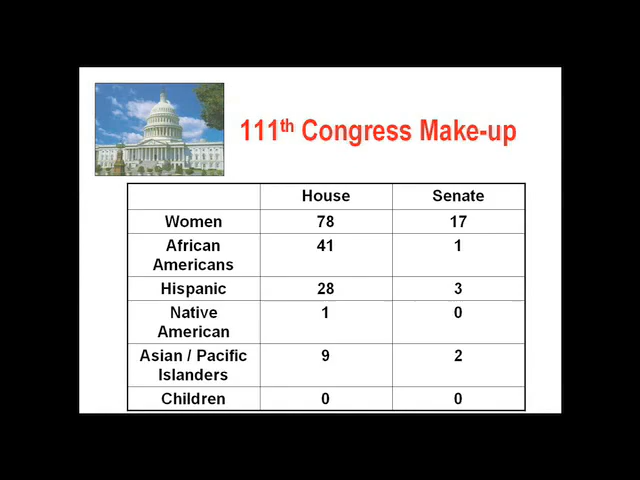 111th Congress Make-up
House Senate
Women 78 17
African 41 1
Americans
Hispanic 28 3
Native 1 0
American
Asian / Pacific 9 2
Islanders
Children 0 0